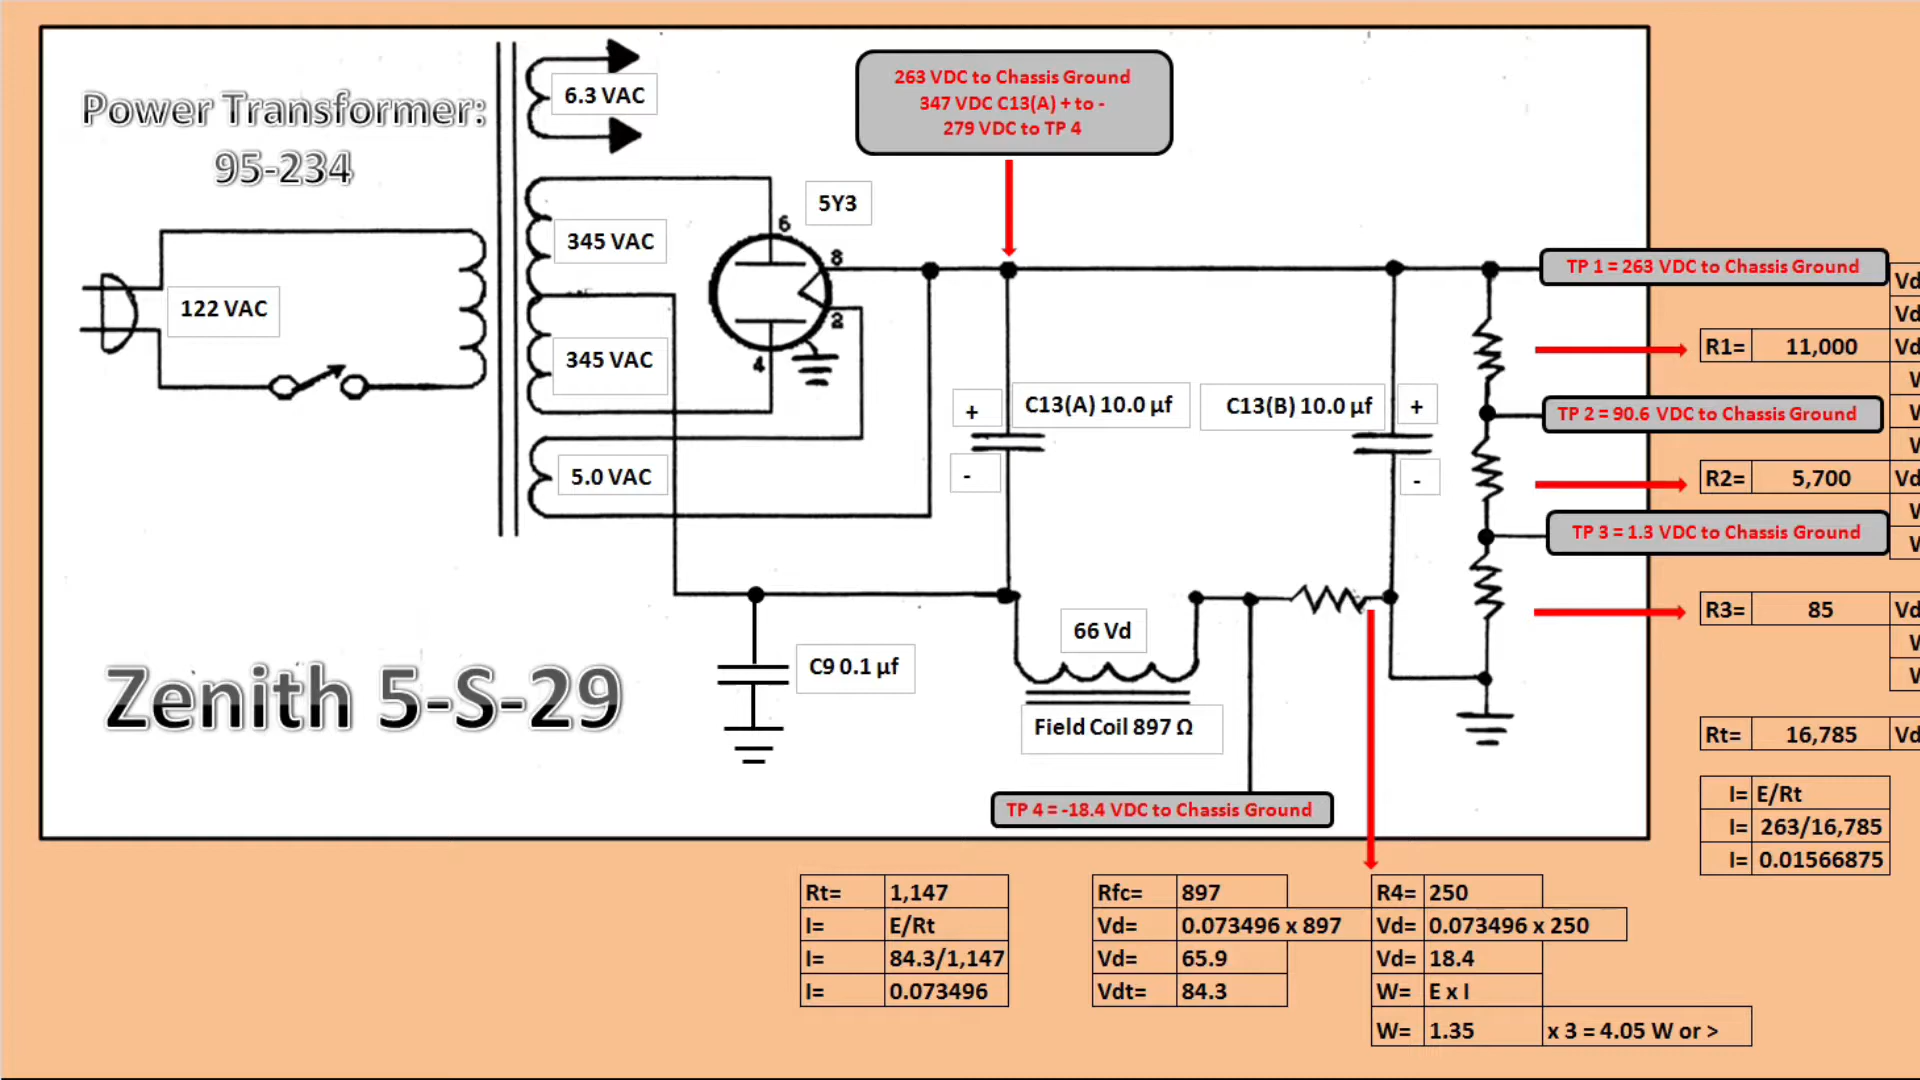 Power Transformer:
95-234
6.3 VAC
263 VDC to Chassis Ground
347 VDC C13(A) + to -
279 VDC to TP 4
5Y3
6
8
2
4
345 VAC
122 VAC
345 VAC
5.0 VAC
TP 1 = 263 VDC to Chassis Ground
Vd
Vd
R1= 11,000 Vd
V
+ C13(A) 10.0 µf
C13(B) 10.0 µf +
TP 2 = 90.6 VDC to Chassis Ground
V
V
-
-
R2= 5,700 Vd
V
TP 3 = 1.3 VDC to Chassis Ground
V
R3= 85 Vd
V
V
66 Vd
C9 0.1 µf
Field Coil 897 Ω
Zenith 5-S-29
Rt= 16,785 Vd
I= E/Rt
I= 263/16,785
I= 0.01566875
TP 4 = -18.4 VDC to Chassis Ground
Rt= 1,147
I= E/Rt
I= 84.3/1,147
I= 0.073496
Rfc= 897
Vd= 0.073496 x 897
Vd= 65.9
Vdt= 84.3
R4= 250
Vd= 0.073496 x 250
Vd= 18.4
W= E x I
W= 1.35 x 3 = 4.05 W or >